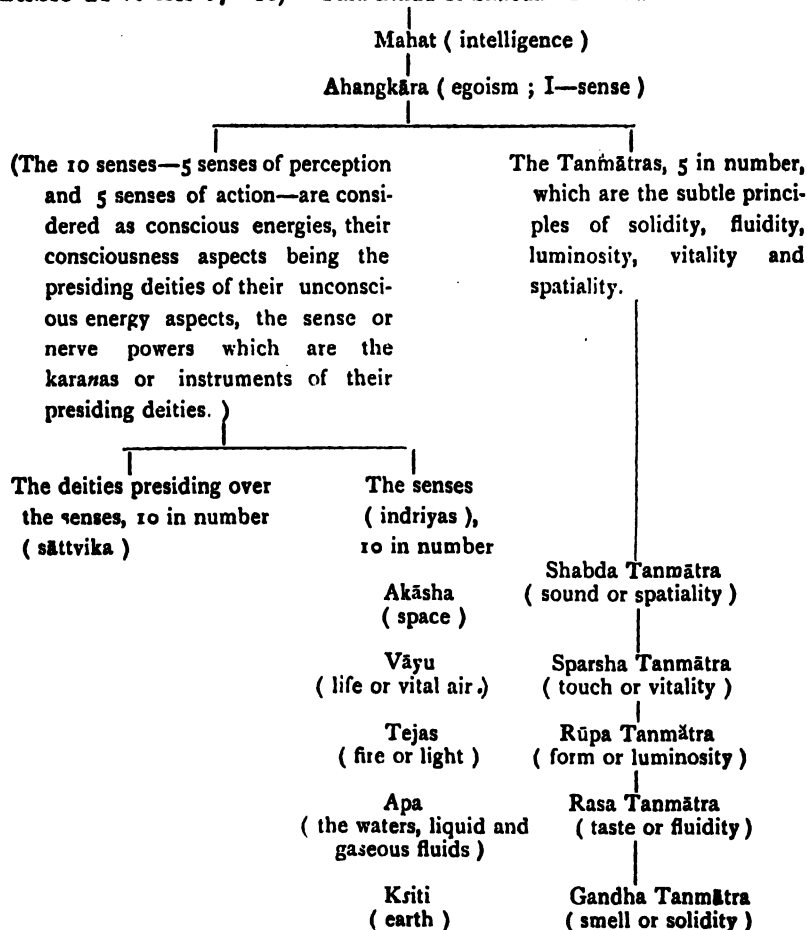 Mahat ( intelligence )
Ahangkāra ( egoism ; I—sense )
(The 10 senses—5 senses of perception
and 5 senses of action—are consi-
dered as conscious energies, their
consciousness aspects being the
presiding deities of their unconsci-
ous energy aspects, the sense or
nerve powers which are the
karanas or instruments of their
presiding deities. )
The Tanmātras, 5 in number,
which are the subtle princi-
ples of solidity, fluidity,
luminosity, vitality and
spatiality.
The deities presiding over
the senses, 10 in number
( sāttvika )
The senses
( indriyas ),
10 in number
Akāsha
( space )
Shabda Tanmātra
( sound or spatiality )
Vāyu
( life or vital air.)
Sparsha Tanmātra
( touch or vitality )
Tejas
( fire or light )
Rūpa Tanmătra
( form or luminosity )
Apa
( the waters, liquid and
gaseous fluids )
Rasa Tanmātra
( taste or fluidity )
Ksiti
( earth )
Gandha Tanmātra
( smell or solidity )